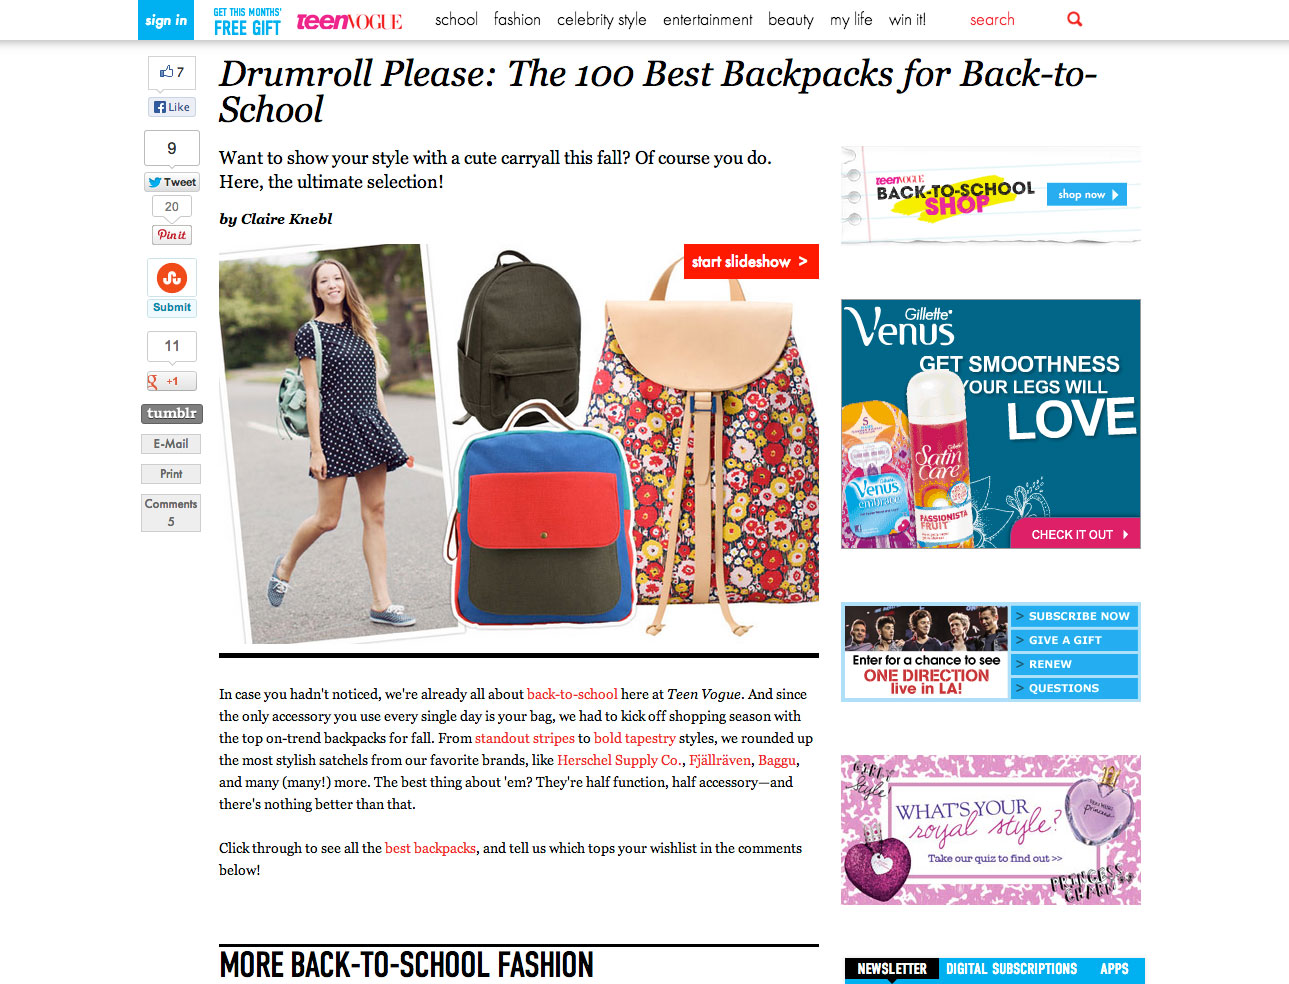 sign in
GET THIS MONTHS'
FREE GIFT
teenVOGUE
school fashion celebrity style entertainment beauty my life win it!
search
7
Like
9
Tweet
20
Pin it
Submit
11
+1
tumblr
E-Mail
Print
Comments
5
Drumroll Please: The 100 Best Backpacks for Back-to-
School
Want to show your style with a cute carryall this fall? Of course you do.
Here, the ultimate selection!
by Claire Knebl
start slideshow >
In case you hadn't noticed, we're already all about back-to-school here at Teen Vogue. And since
the only accessory you use every single day is your bag, we had to kick off shopping season with
the top on-trend backpacks for fall. From standout stripes to bold tapestry styles, we rounded up
the most stylish satchels from our favorite brands, like Herschel Supply Co., Fjällräven, Baggu,
and many (many!) more. The best thing about 'em? They're half function, half accessory—and
there's nothing better than that.
Click through to see all the best backpacks, and tell us which tops your wishlist in the comments
below!
MORE BACK-TO-SCHOOL FASHION
teenVOGUE
BACK-TO-SCHOOL
SHOP
shop now
Gillette
Venus
GET SMOOTHNESS
YOUR LEGS WILL
LOVE
5
Venus
embrace
Gillette
Satin
Care
PASSIONISTA
FRUIT
CHECK IT OUT
Enter for a chance to see
ONE DIRECTION
live in LA!
> SUBSCRIBE NOW
> GIVE A GIFT
> RENEW
> QUESTIONS
Style!
WHAT'S YOUR
royal style?
Princess
Take our quiz to find out >>
PRINCESS
CHARM
NEWSLETTER DIGITAL SUBSCRIPTIONS APPS